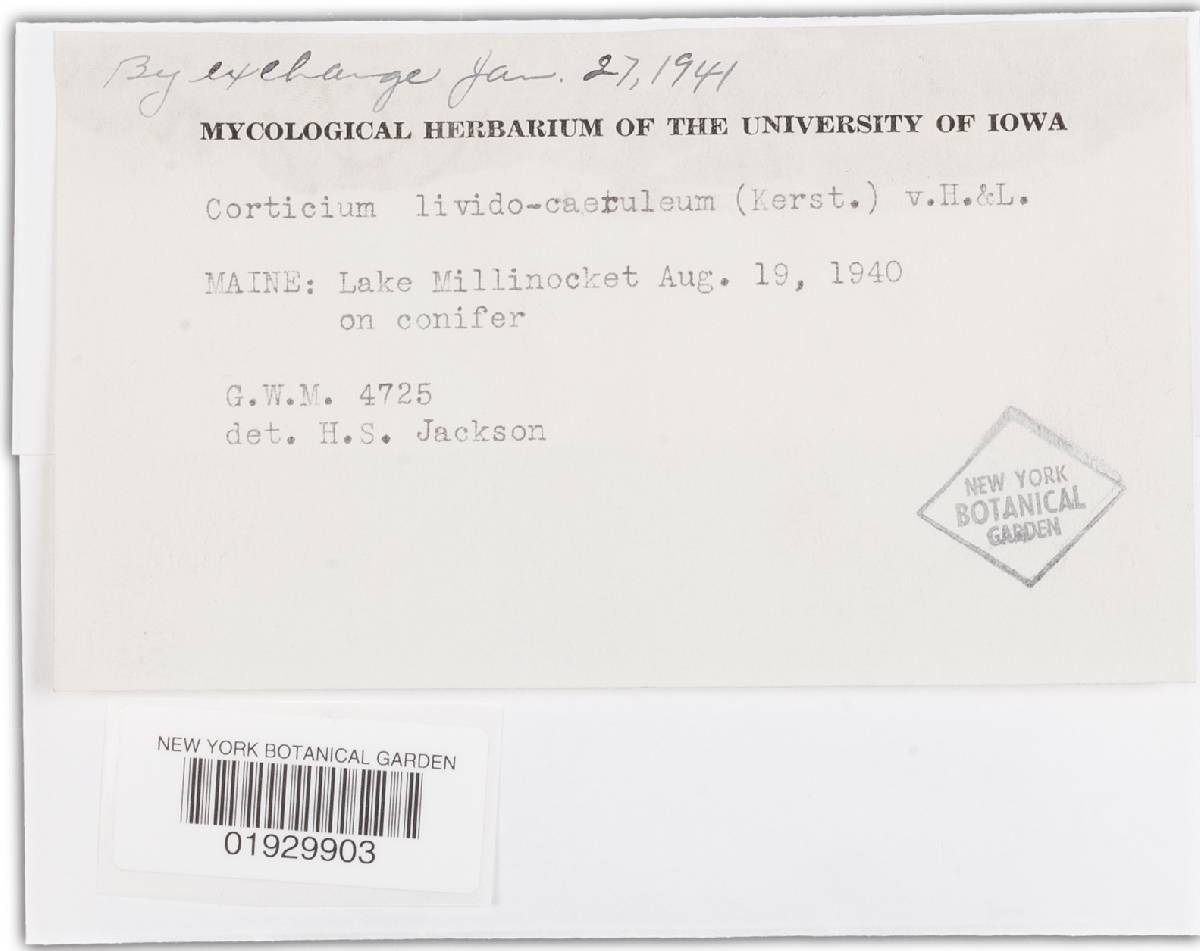 By exchange Jan. 27, 1941
MYCOLOGICAL HERBARIUM OF THE UNIVERSITY OF IOWA
Corticium livido-caeruleum (Kerst.) v.H.&L.
MAINE: Lake Millinocket Aug. 19, 1940
on conifer
G.W.M. 4725
det. H.S. Jackson
NEW YORK
BOTANICAL
GARDEN
NEW YORK BOTANICAL GARDEN
01929903